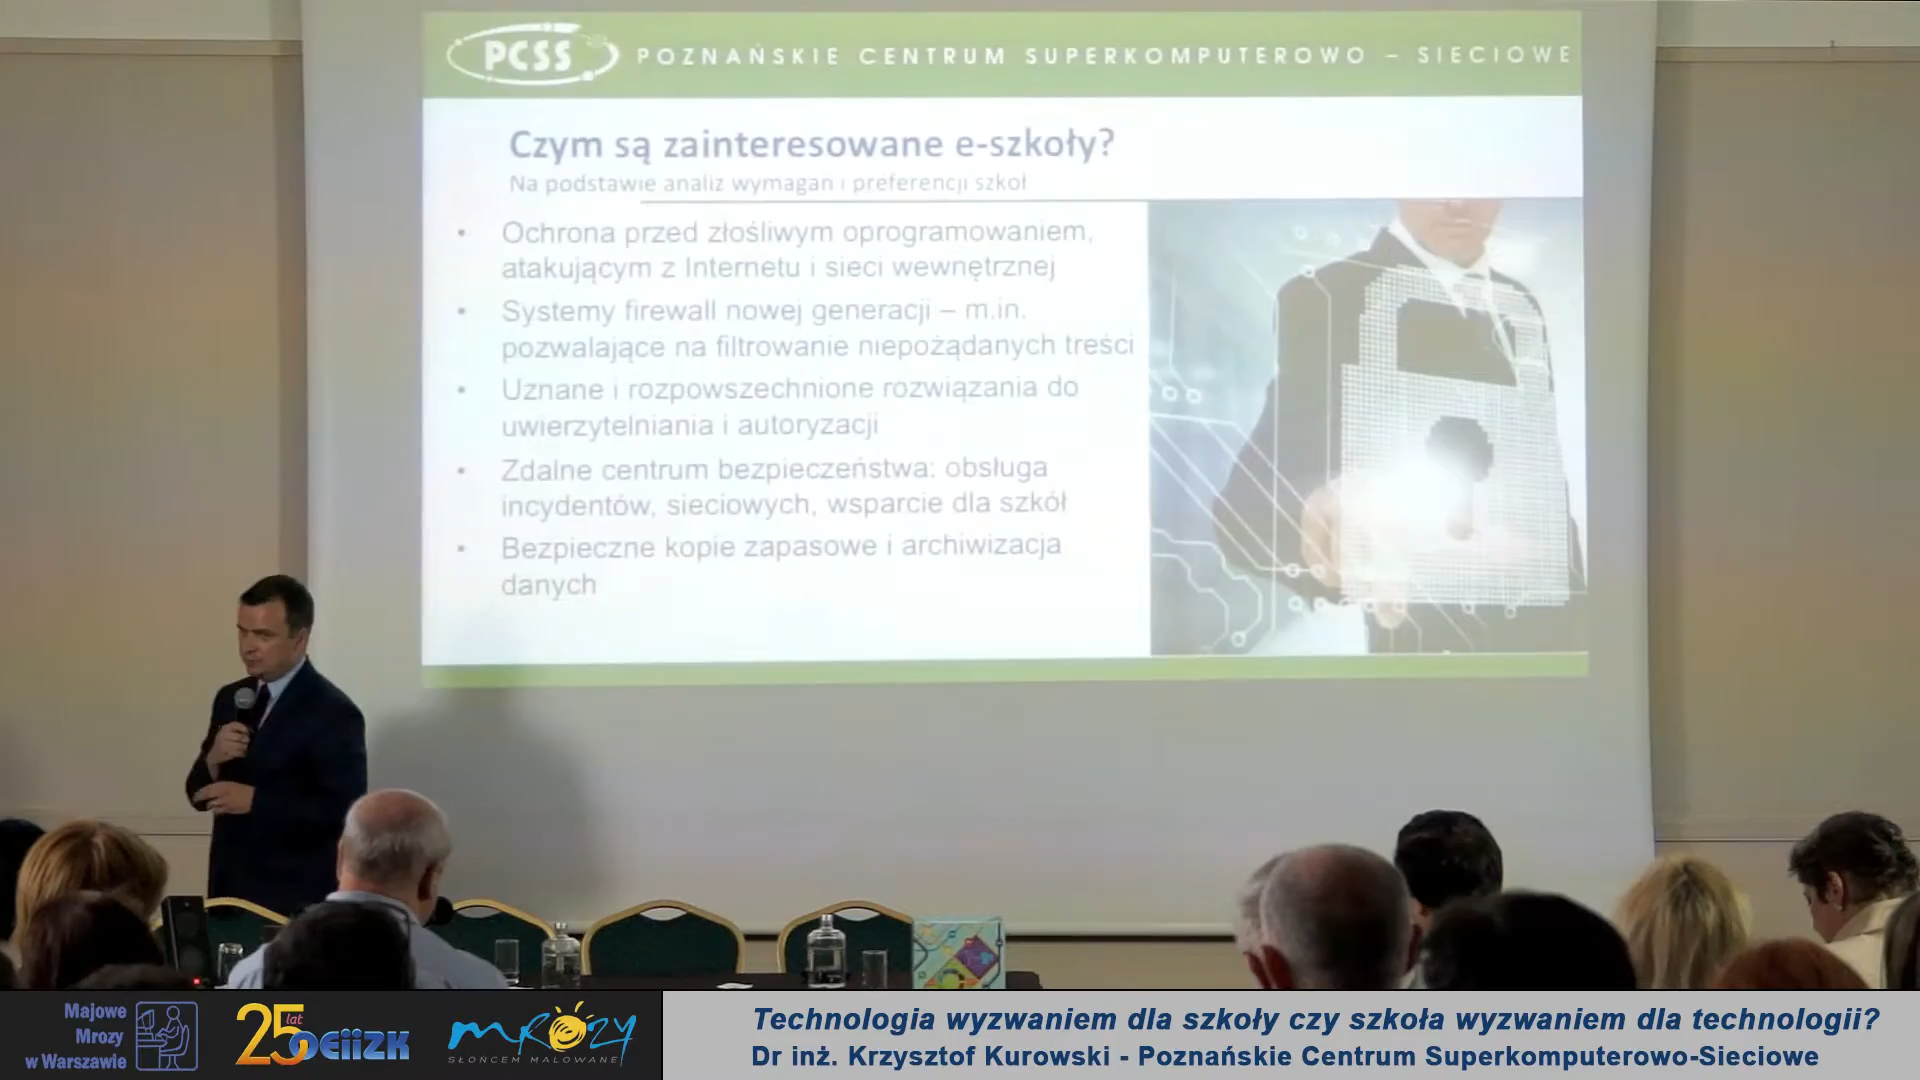 PCSS POZNAŃSKIE CENTRUM SUPERKOMPUTEROWO – SIECIOWE
Czym są zainteresowane e-szkoły?
Na podstawie analiz wymagań i preferencji szkół
• Ochrona przed złośliwym oprogramowaniem,
atakującym z Internetu i sieci wewnętrznej
• Systemy firewall nowej generacji – m.in.
pozwalające na filtrowanie niepożądanych treści
• Uznane i rozpowszechnione rozwiązania do
uwierzytelniania i autoryzacji
• Zdalne centrum bezpieczeństwa: obsługa
incydentów, sieciowych, wsparcie dla szkół
• Bezpieczne kopie zapasowe i archiwizacja
danych
Majowe
Mrozy
w Warszawie
25 lat OEIIZK
MROZY
SŁOŃCEM MALOWANE
Technologia wyzwaniem dla szkoły czy szkoła wyzwaniem dla technologii?
Dr inż. Krzysztof Kurowski - Poznańskie Centrum Superkomputerowo-Sieciowe